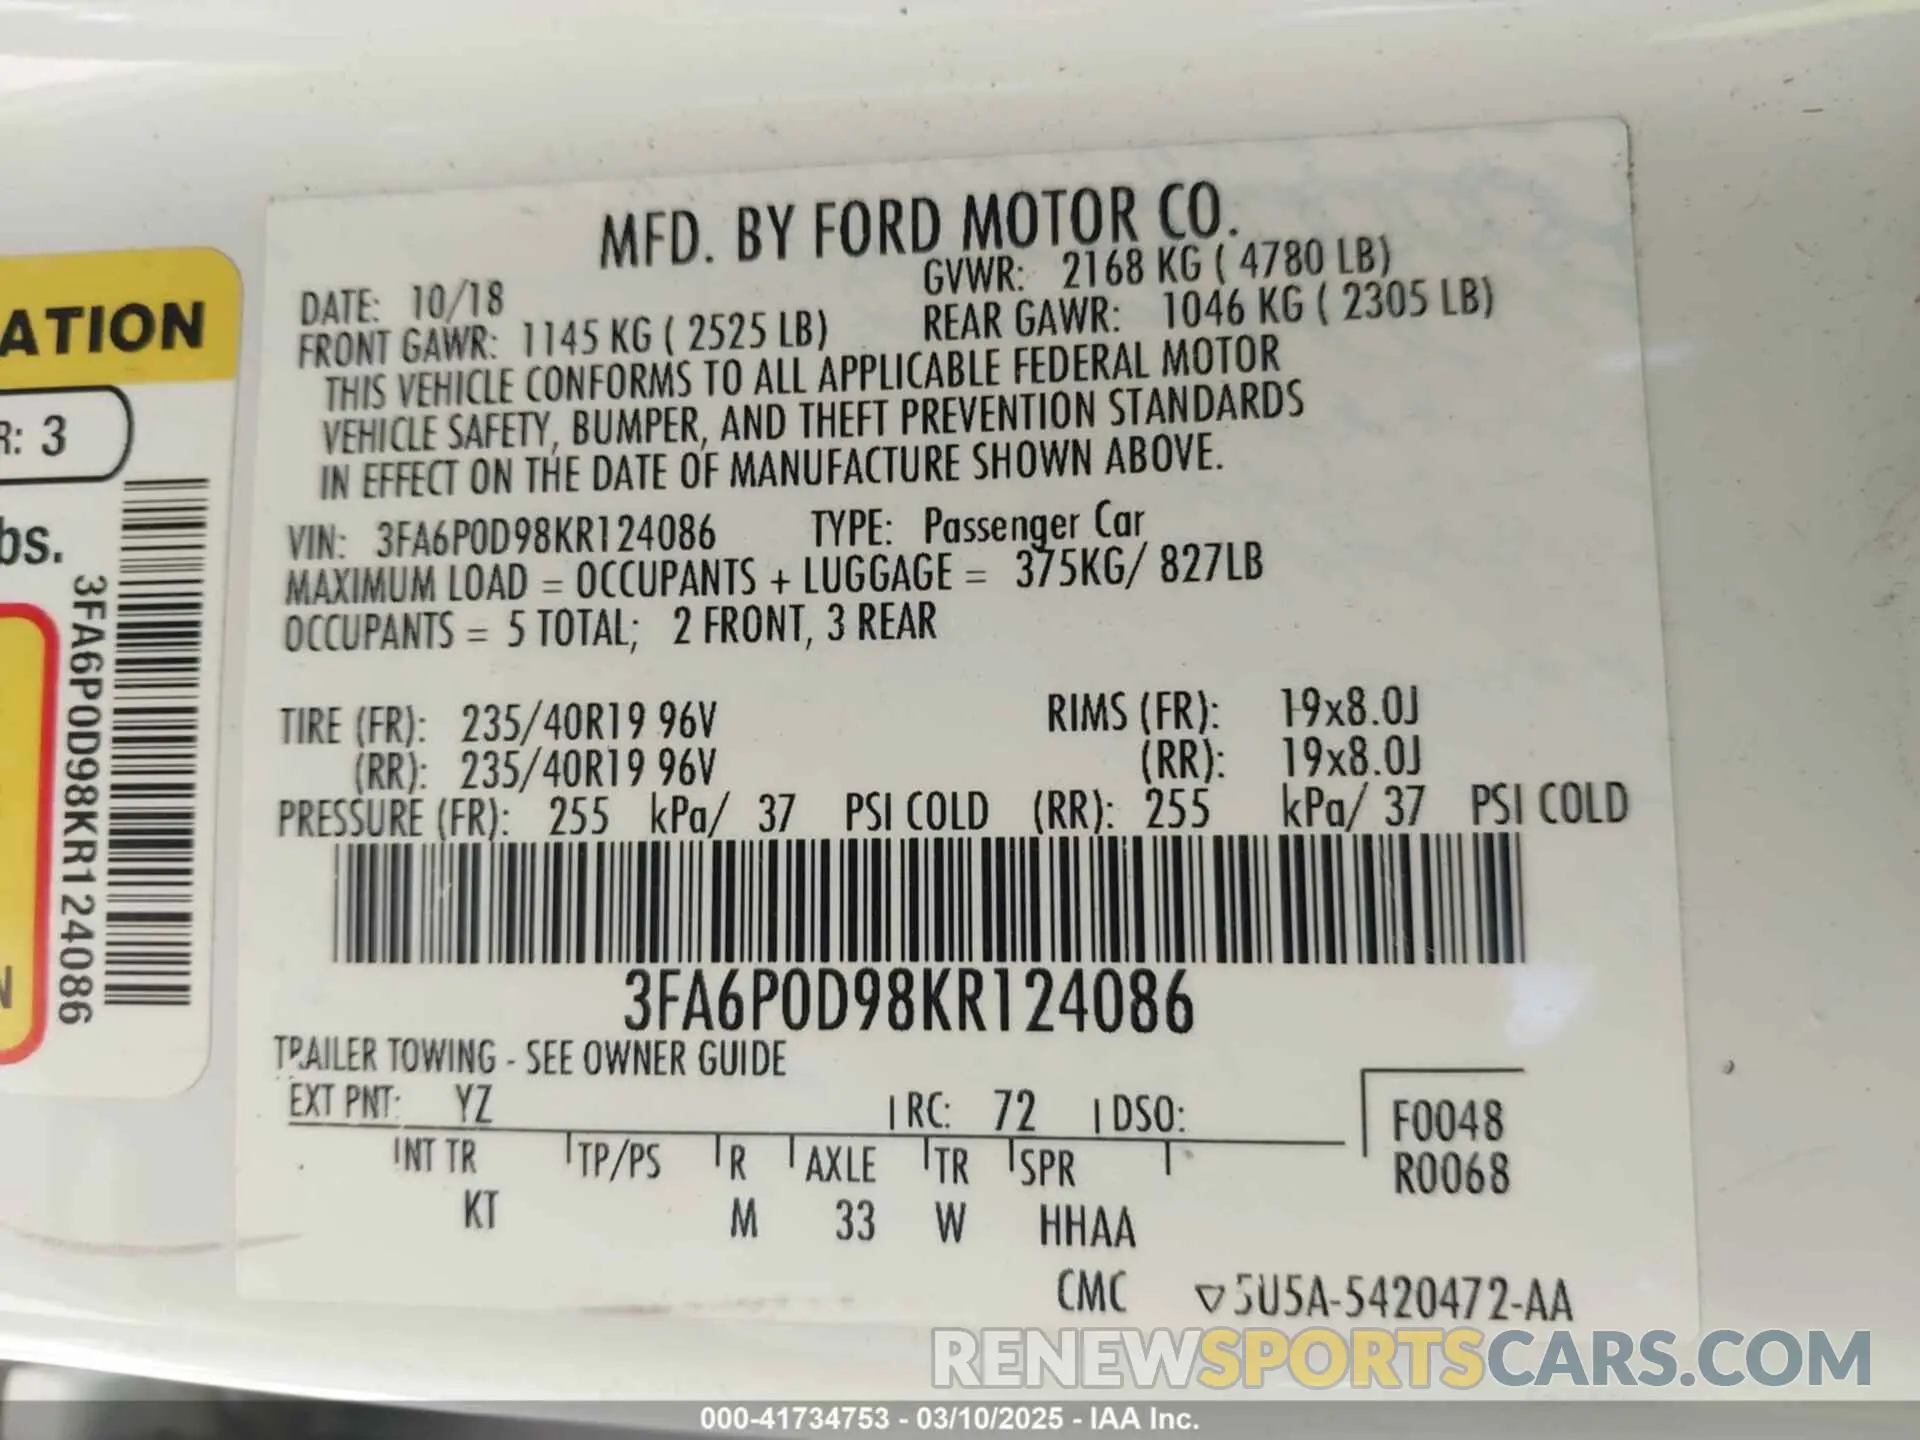 ATION
R: 3
bs.
3FA6P0D98KR124086
N
MFD. BY FORD MOTOR CO.
DATE: 10/18 GVWR: 2168 KG ( 4780 LB)
FRONT GAWR: 1145 KG ( 2525 LB) REAR GAWR: 1046 KG ( 2305 LB)
THIS VEHICLE CONFORMS TO ALL APPLICABLE FEDERAL MOTOR
VEHICLE SAFETY, BUMPER, AND THEFT PREVENTION STANDARDS
IN EFFECT ON THE DATE OF MANUFACTURE SHOWN ABOVE.
VIN: 3FA6P0D98KR124086 TYPE: Passenger Car
MAXIMUM LOAD = OCCUPANTS + LUGGAGE = 375KG/ 827LB
OCCUPANTS = 5 TOTAL; 2 FRONT, 3 REAR
TIRE (FR): 235/40R19 96V RIMS (FR): 19x8.0J
(RR): 235/40R19 96V (RR): 19x8.0J
PRESSURE (FR): 255 kPa/ 37 PSI COLD (RR): 255 kPa/ 37 PSI COLD
3FA6P0D98KR124086
TRAILER TOWING - SEE OWNER GUIDE
EXT PNT: YZ RC: 72 DSO:
INT TR TP/PS R AXLE TR SPR
KT M 33 W HHAA
F0048
R0068
CMC ▽5U5A-5420472-AA
RENEWSPORTSCARS.COM
000-41734753 - 03/10/2025 - IAA Inc.